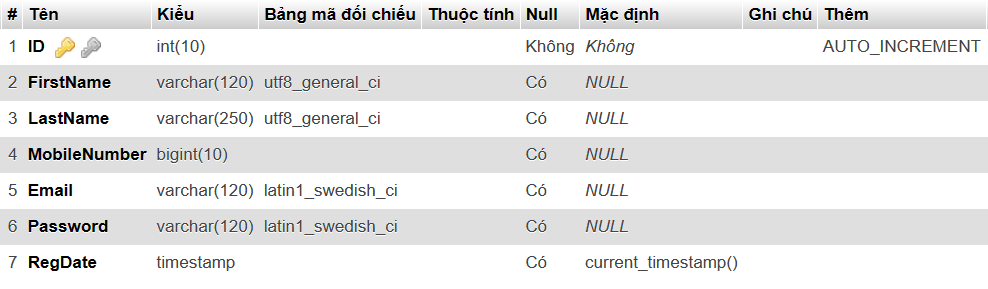 # Tên Kiểu Bảng mã đối chiếu Thuộc tính Null Mặc định Ghi chú Thêm
1 ID int(10) Không Không AUTO_INCREMENT
2 FirstName varchar(120) utf8_general_ci Có NULL
3 LastName varchar(250) utf8_general_ci Có NULL
4 MobileNumber bigint(10) Có NULL
5 Email varchar(120) latin1_swedish_ci Có NULL
6 Password varchar(120) latin1_swedish_ci Có NULL
7 RegDate timestamp Có current_timestamp()